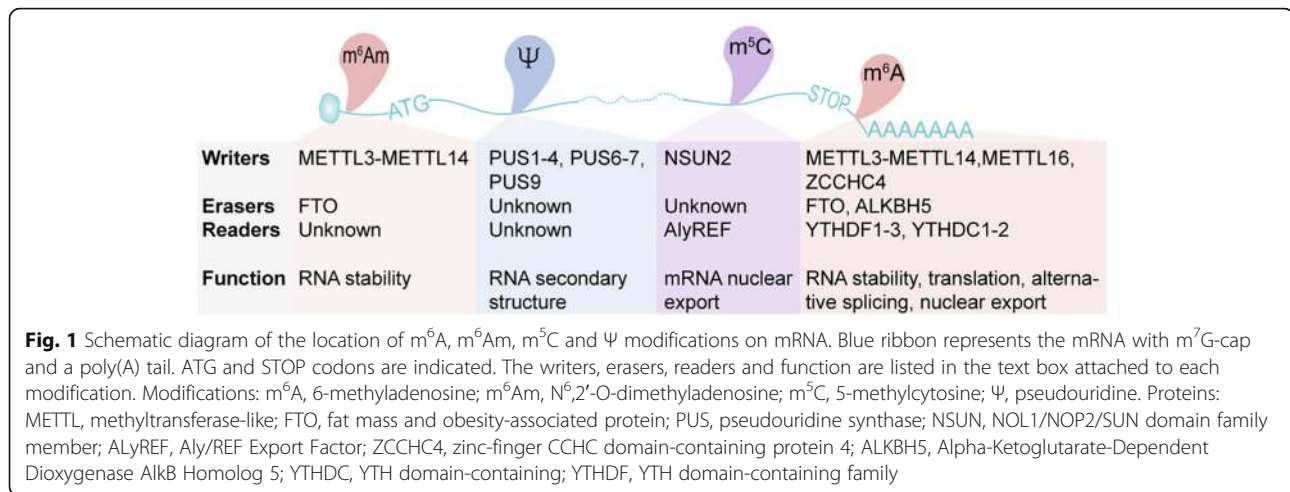 m⁶Am Ψ m⁵C m⁶A
ATG STOP
AAAAAAA
Writers METTL3-METTL14 PUS1-4, PUS6-7, NSUN2 METTL3-METTL14,METTL16,
PUS9 ZCCHC4
Erasers FTO Unknown Unknown FTO, ALKBH5
Readers Unknown Unknown AlyREF YTHDF1-3, YTHDC1-2
Function RNA stability RNA secondary mRNA nuclear RNA stability, translation, alterna-
structure export tive splicing, nuclear export
Fig. 1 Schematic diagram of the location of m⁶A, m⁶Am, m⁵C and Ψ modifications on mRNA. Blue ribbon represents the mRNA with m⁷G-cap
and a poly(A) tail. ATG and STOP codons are indicated. The writers, erasers, readers and function are listed in the text box attached to each
modification. Modifications: m⁶A, 6-methyladenosine; m⁶Am, N⁶,2′-O-dimethyladenosine; m⁵C, 5-methylcytosine; Ψ, pseudouridine. Proteins:
METTL, methyltransferase-like; FTO, fat mass and obesity-associated protein; PUS, pseudouridine synthase; NSUN, NOL1/NOP2/SUN domain family
member; ALyREF, Aly/REF Export Factor; ZCCHC4, zinc-finger CCHC domain-containing protein 4; ALKBH5, Alpha-Ketoglutarate-Dependent
Dioxygenase AlkB Homolog 5; YTHDC, YTH domain-containing; YTHDF, YTH domain-containing family